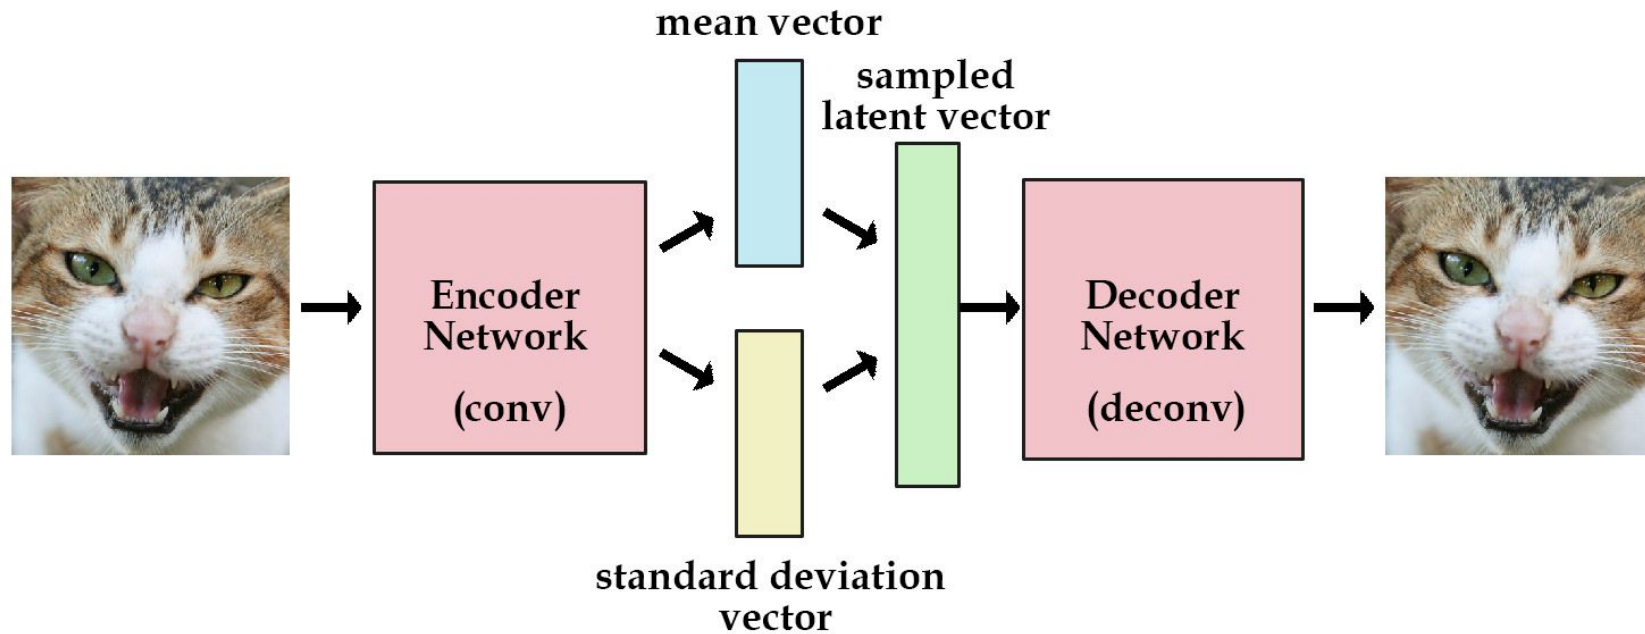 mean vector
sampled
latent vector
Encoder
Network
(conv)
Decoder
Network
(deconv)
standard deviation
vector